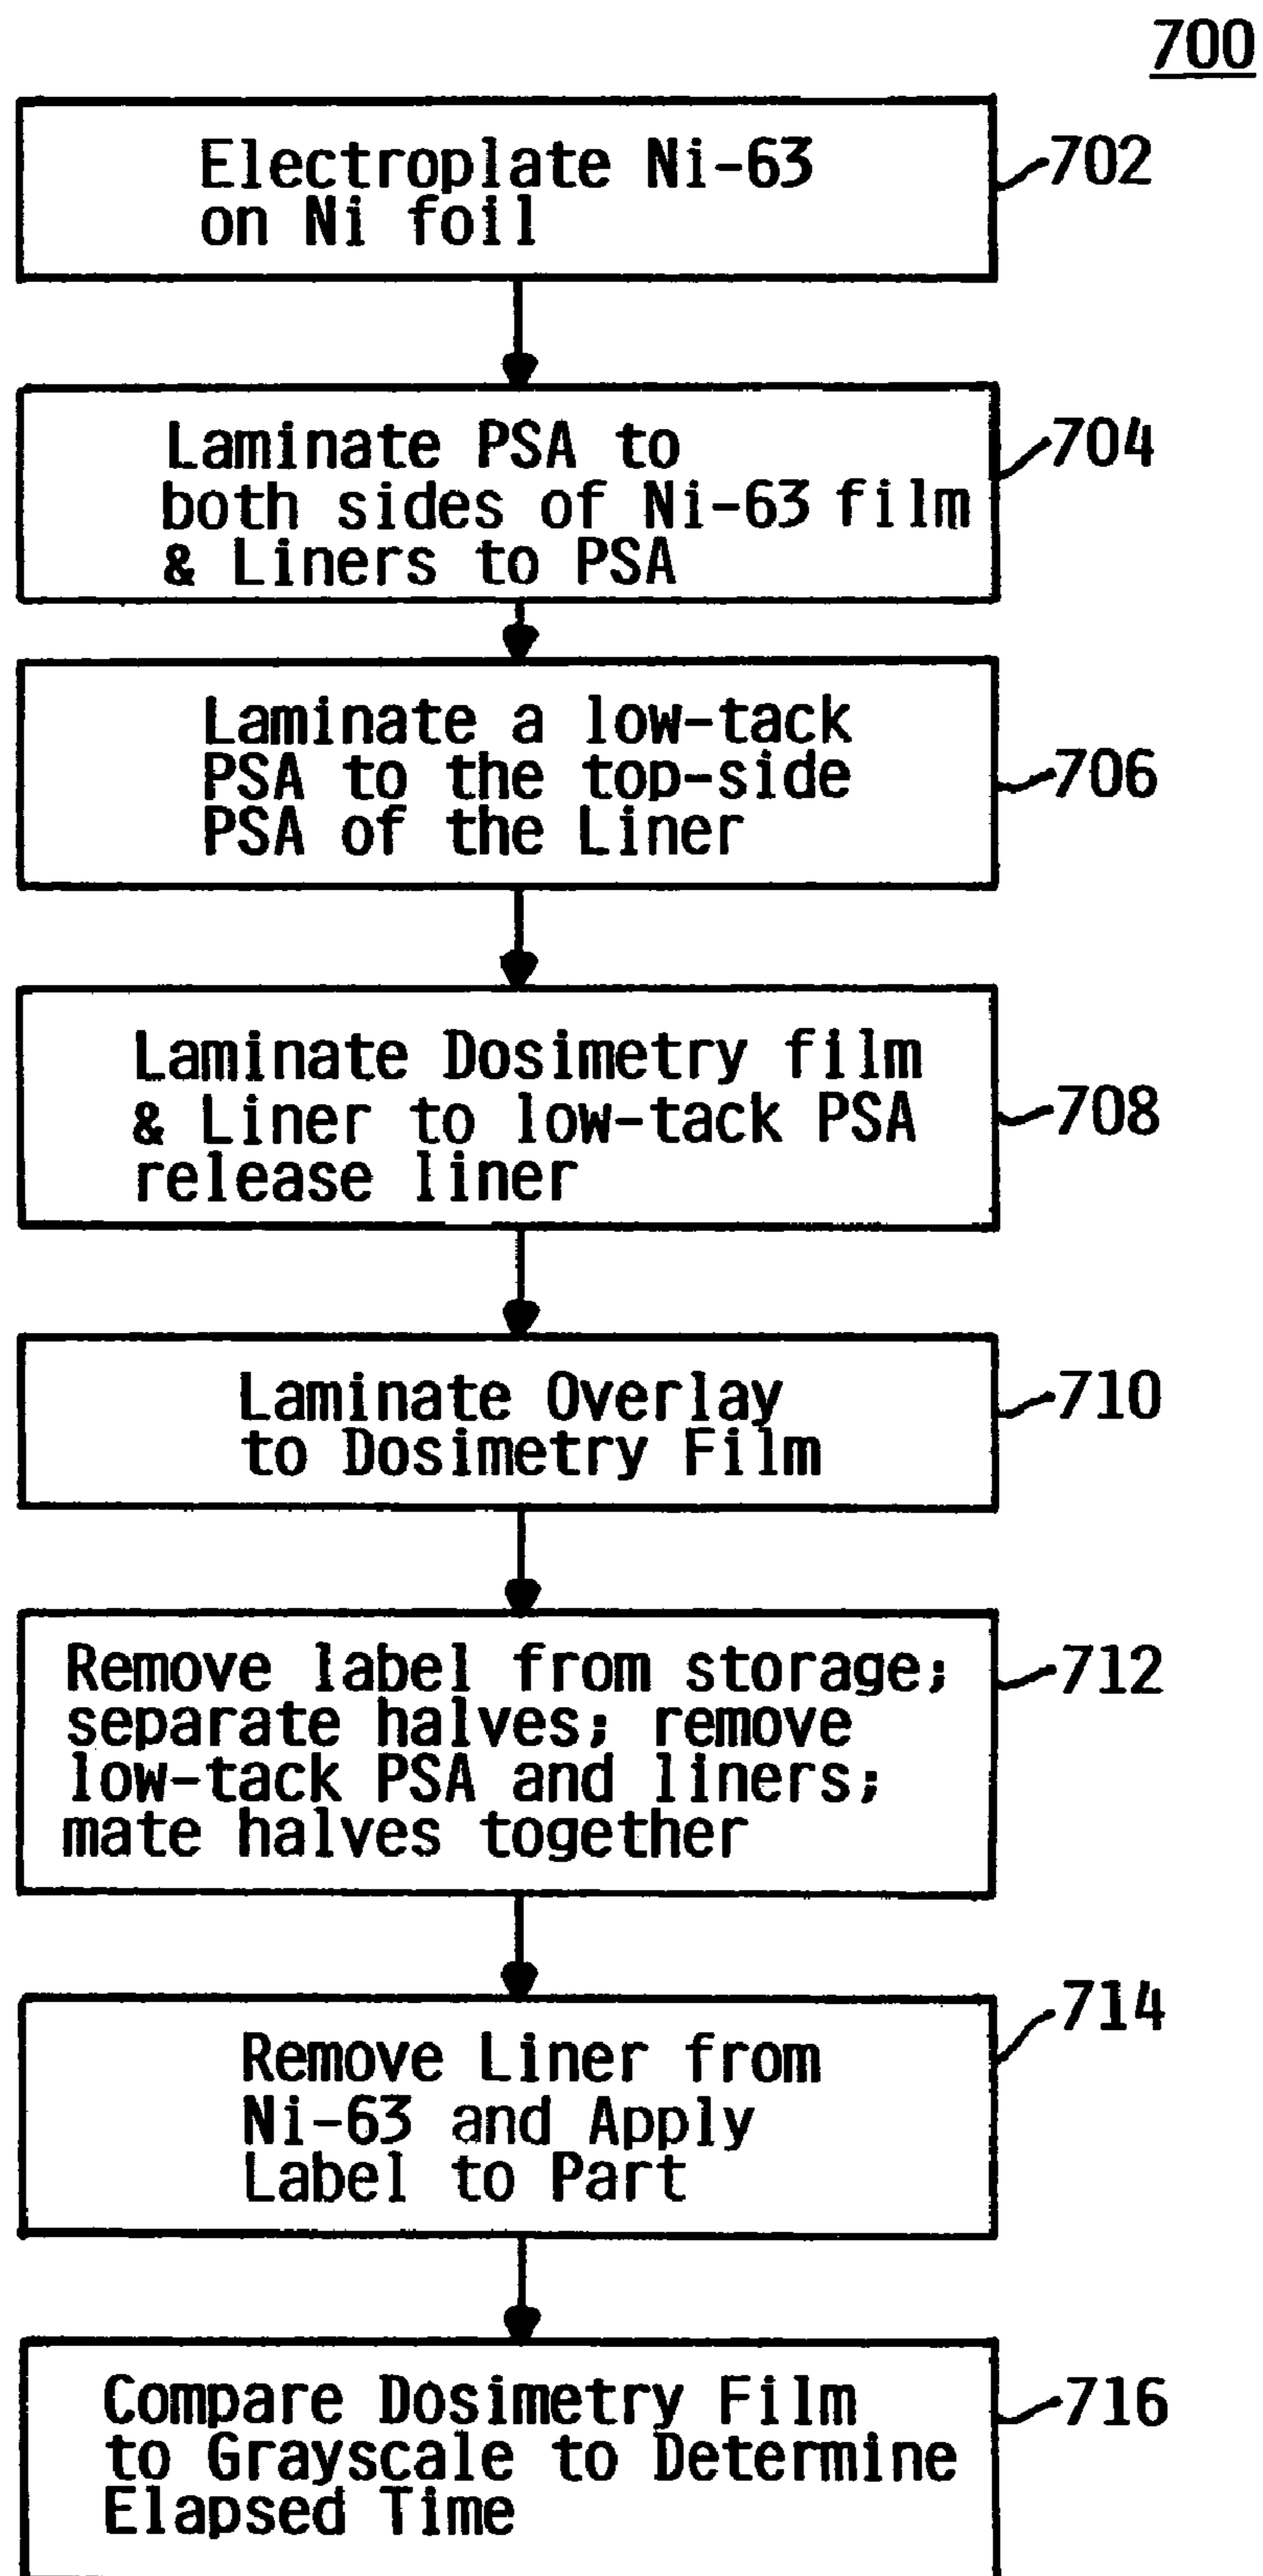 700
Electroplate Ni-63
on Ni foil
702
Laminate PSA to
both sides of Ni-63 film
& Liners to PSA
704
Laminate a low-tack
PSA to the top-side
PSA of the Liner
706
Laminate Dosimetry film
& Liner to low-tack PSA
release liner
708
Laminate Overlay
to Dosimetry Film
710
Remove label from storage;
separate halves; remove
low-tack PSA and liners;
mate halves together
712
Remove Liner from
Ni-63 and Apply
Label to Part
714
Compare Dosimetry Film
to Grayscale to Determine
Elapsed Time
716